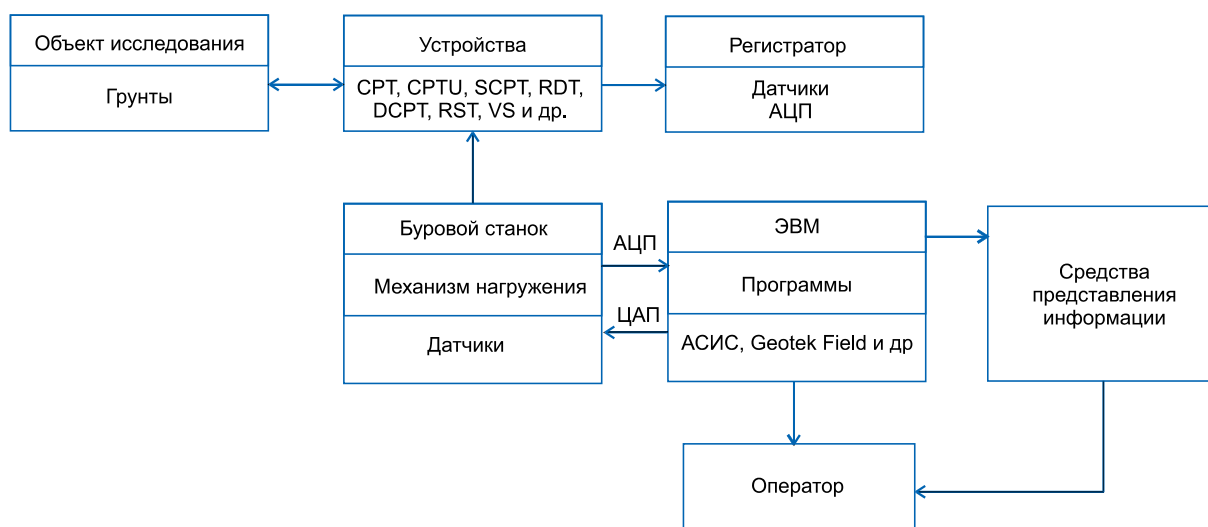 Объект исследования
Грунты
Устройства
CPT, CPTU, SCPT, RDT,
DCPT, RST, VS и др.
Регистратор
Датчики
АЦП
Буровой станок
Механизм нагружения
Датчики
АЦП
ЦАП
ЭВМ
Программы
АСИС, Geotek Field и др
Средства
представления
информации
Оператор